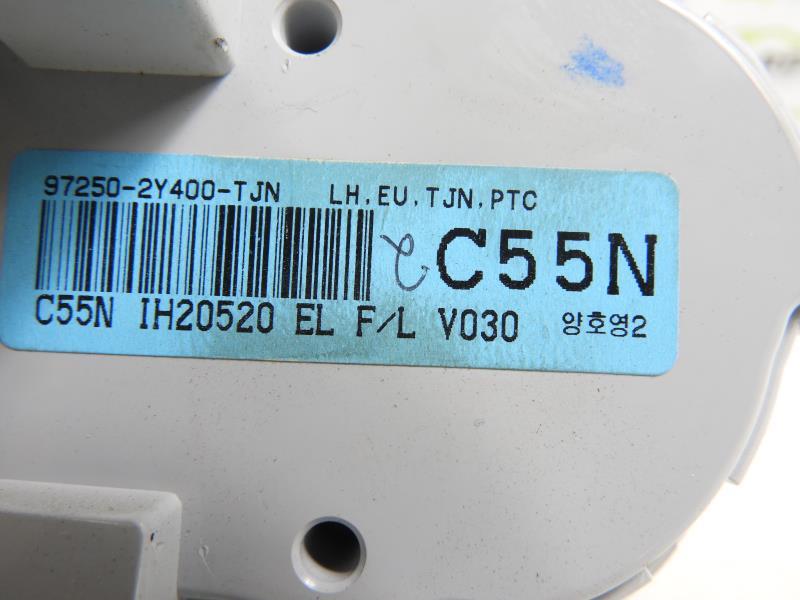 97250-2Y400-TJN LH,EU,TJN,PTC
C55N
C55N IH20520 EL F/L V030 양호영2